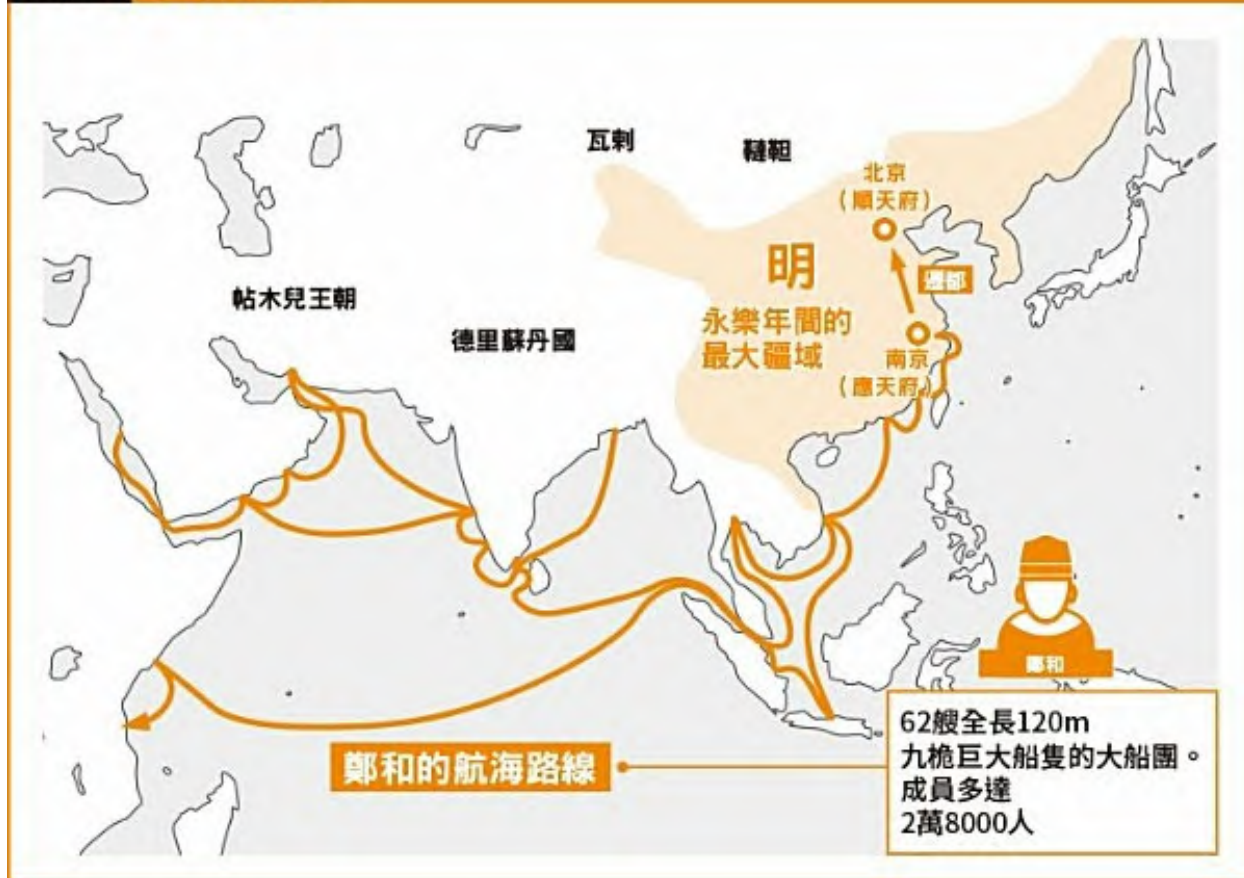 瓦剌
韃靼
北京
(順天府)
明
遷都
帖木兒王朝
永樂年間的
最大疆域
德里蘇丹國
南京
(應天府)
鄭和
鄭和的航海路線
62艘全長120m
九桅巨大船隻的大船團。
成員多達
2萬8000人